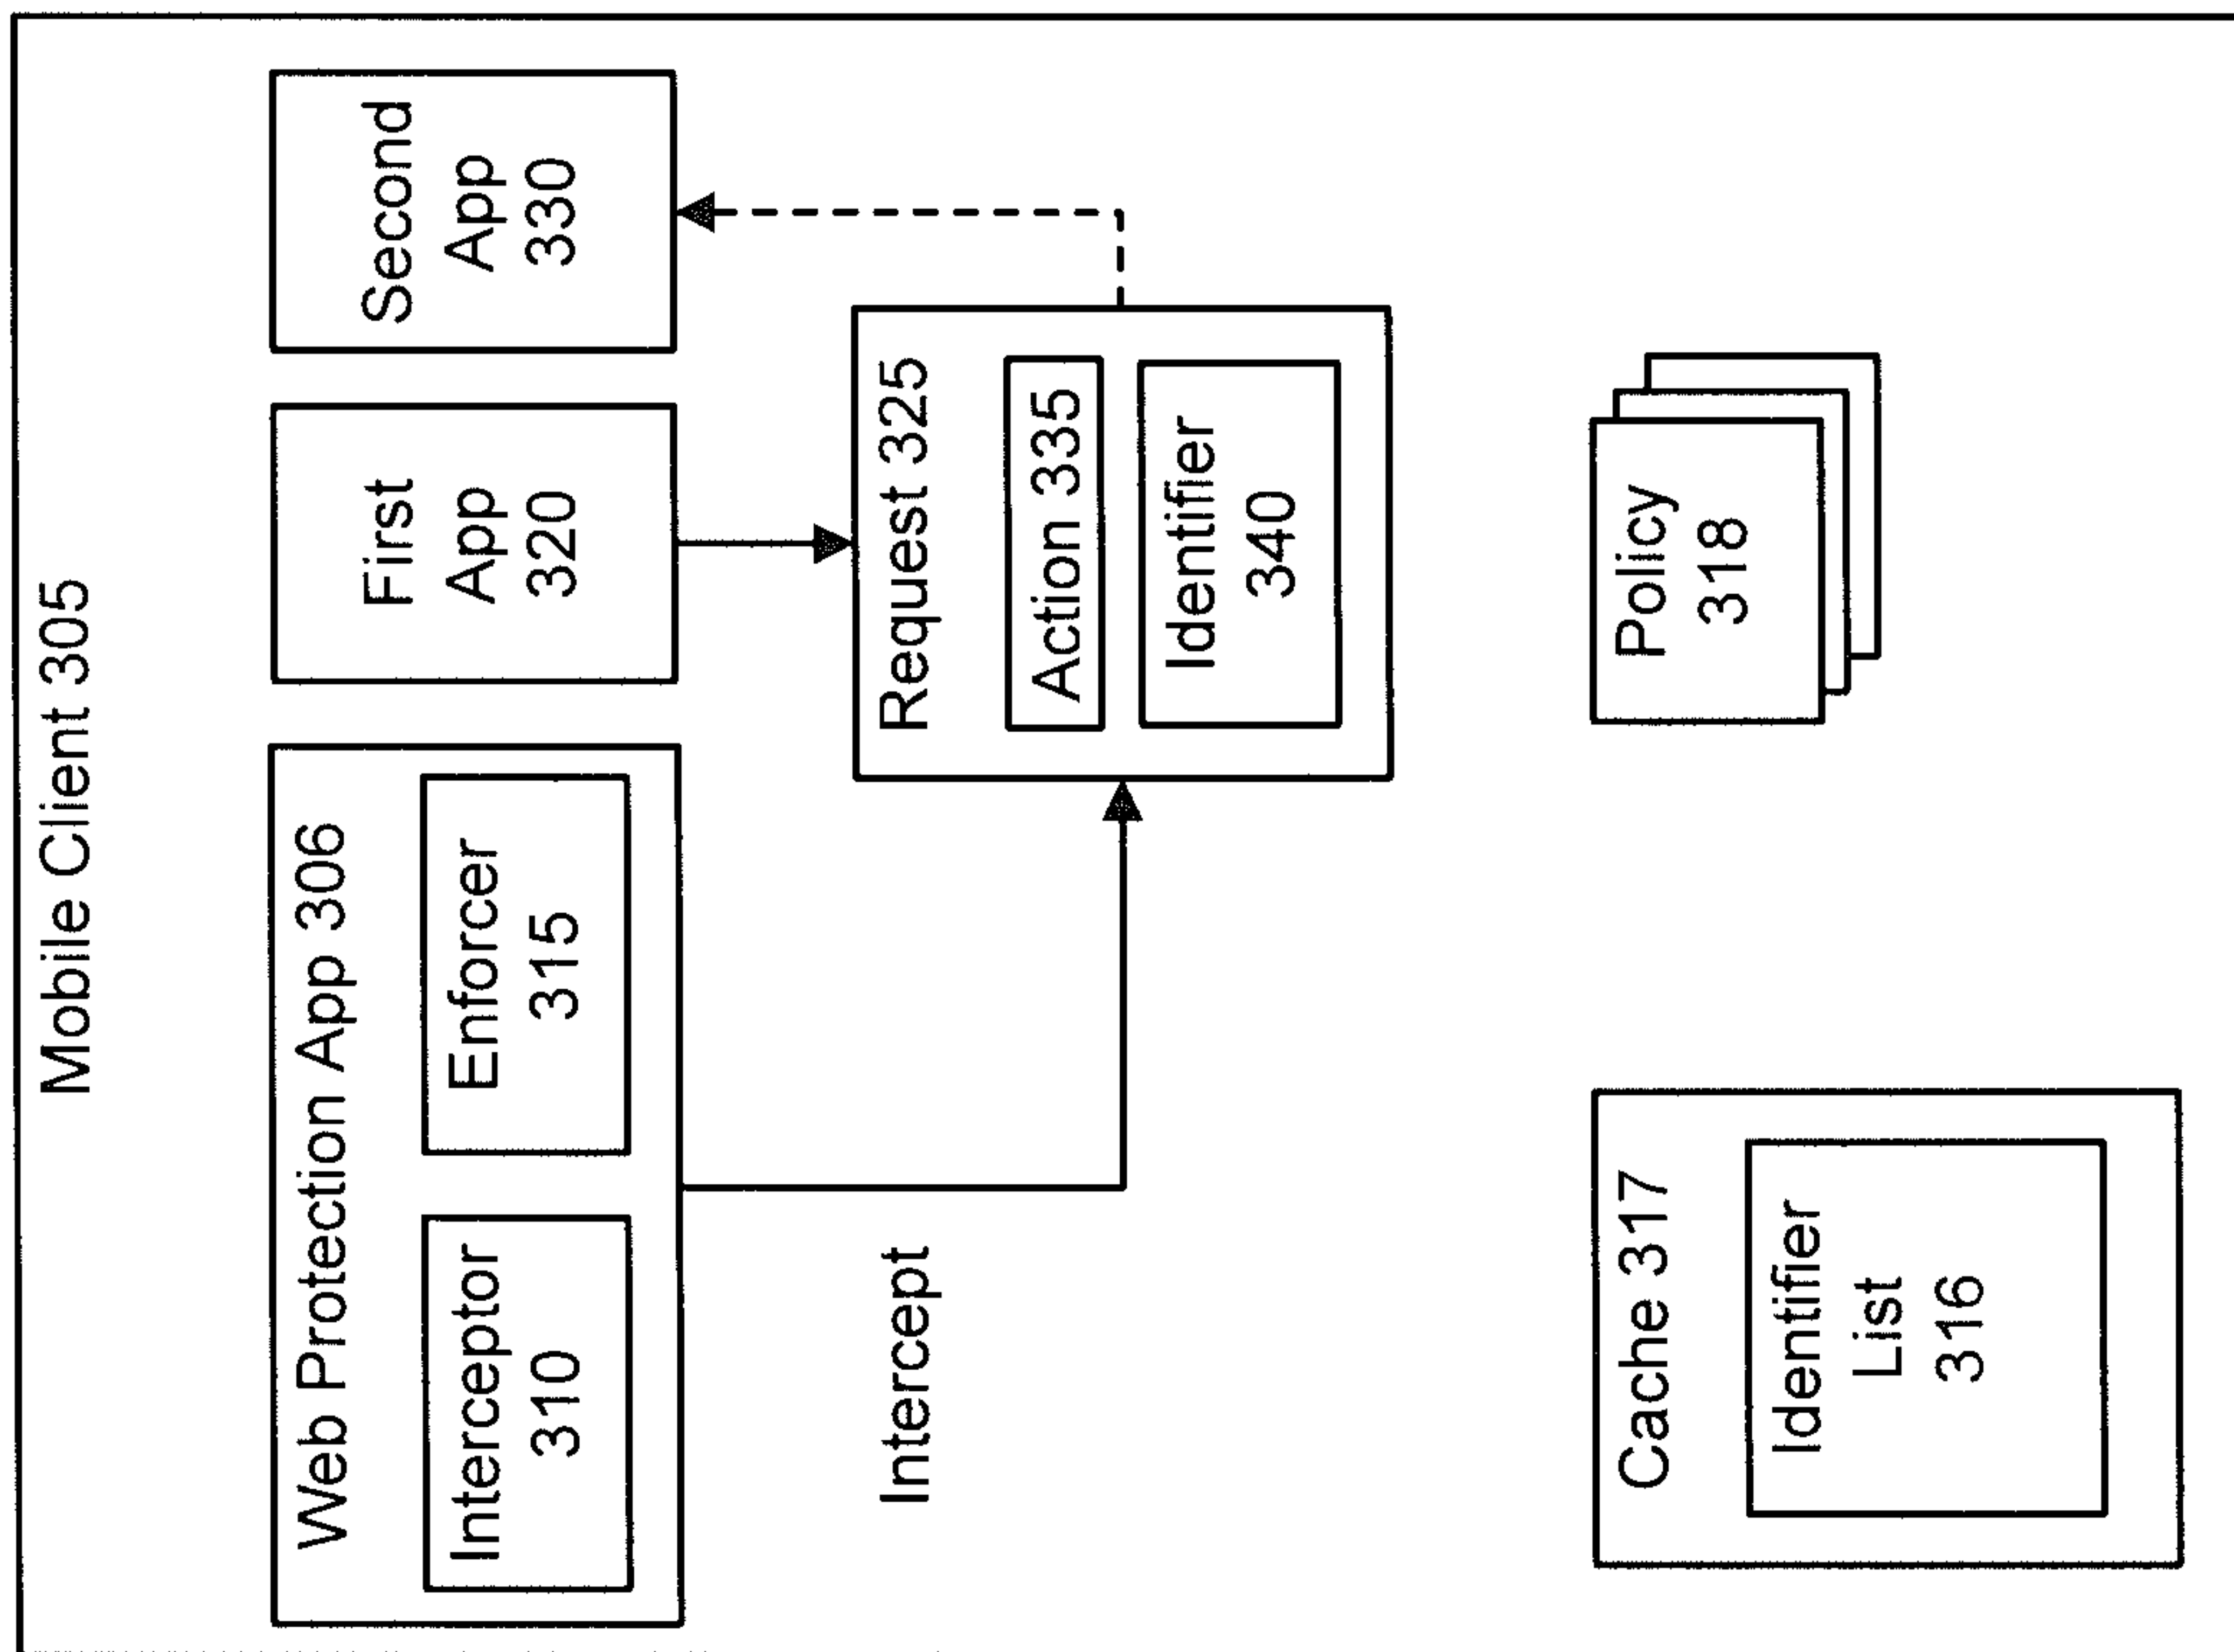 Mobile Client 305
Web Protection App 306
Interceptor
310
Enforcer
315
First
App
320
Second
App
330
Intercept
Request 325
Action 335
Identifier
340
Cache 317
Identifier
List
316
Policy
318